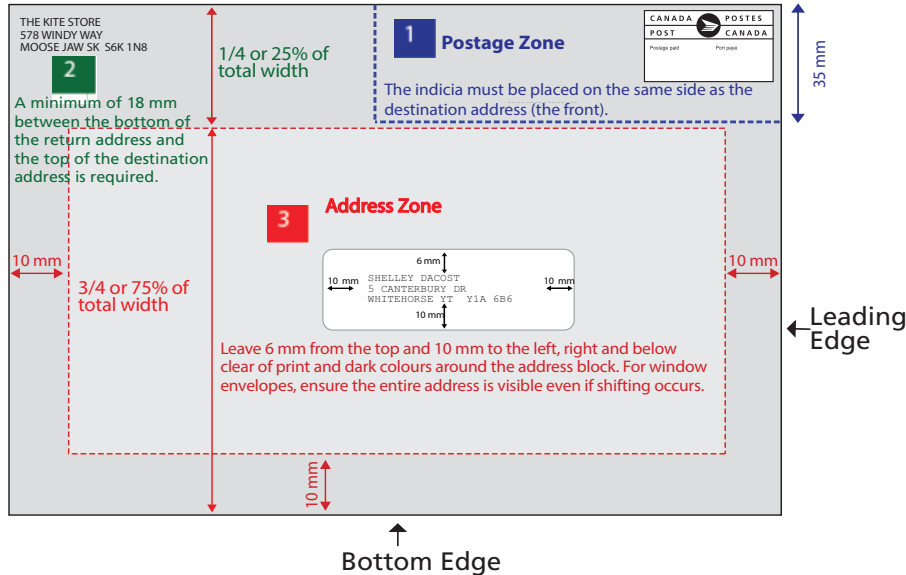 THE KITE STORE
578 WINDY WAY
MOOSE JAW SK  S6K 1N8
2
A minimum of 18 mm
between the bottom of
the return address and
the top of the destination
address is required.
1/4 or 25% of
total width
1
Postage Zone
The indicia must be placed on the same side as the
destination address (the front).
CANADA POSTES
POST CANADA
Postage paid Port payé
35 mm
3
Address Zone
10 mm
3/4 or 75% of
total width
6 mm
10 mm
SHELLEY DACOST
5 CANTERBURY DR
WHITEHORSE YT  Y1A 6B6
10 mm
10 mm
10 mm
Leave 6 mm from the top and 10 mm to the left, right and below
clear of print and dark colours around the address block. For window
envelopes, ensure the entire address is visible even if shifting occurs.
10 mm
Leading
Edge
Bottom Edge